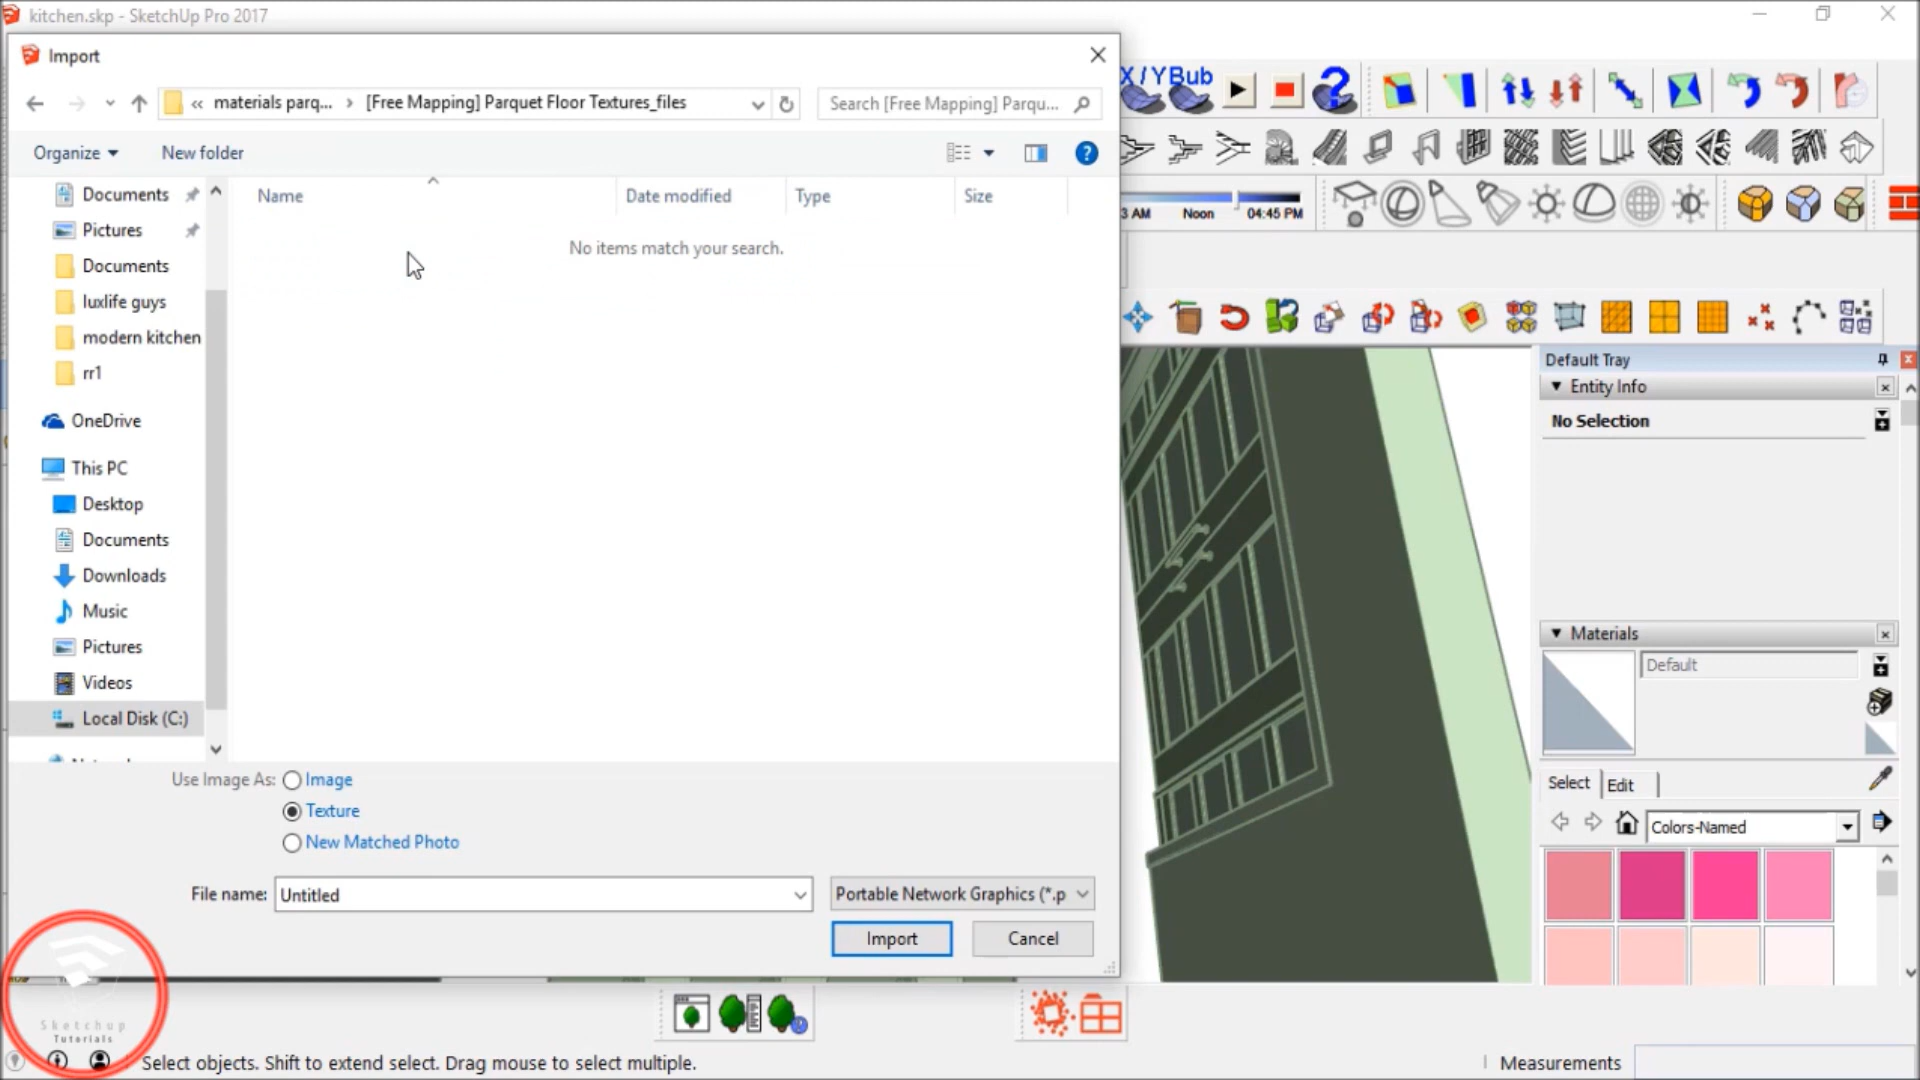 kitchen.skp - SketchUp Pro 2017
Import
« materials parq... › [Free Mapping] Parquet Floor Textures_files
Search [Free Mapping] Parqu...
Organize
New folder
Name
Date modified
Type
Size
No items match your search.
Documents
Pictures
Documents
luxlife guys
modern kitchen
rr1
OneDrive
This PC
Desktop
Documents
Downloads
Music
Pictures
Videos
Local Disk (C:)
Use Image As:
Image
Texture
New Matched Photo
File name:
Untitled
Portable Network Graphics (*.p
Import
Cancel
X/YBub
3 AM
Noon
04:45 PM
Default Tray
Entity Info
No Selection
Materials
Default
Select
Edit
Colors-Named
Sketchup
Tutorials
Select objects. Shift to extend select. Drag mouse to select multiple.
Measurements